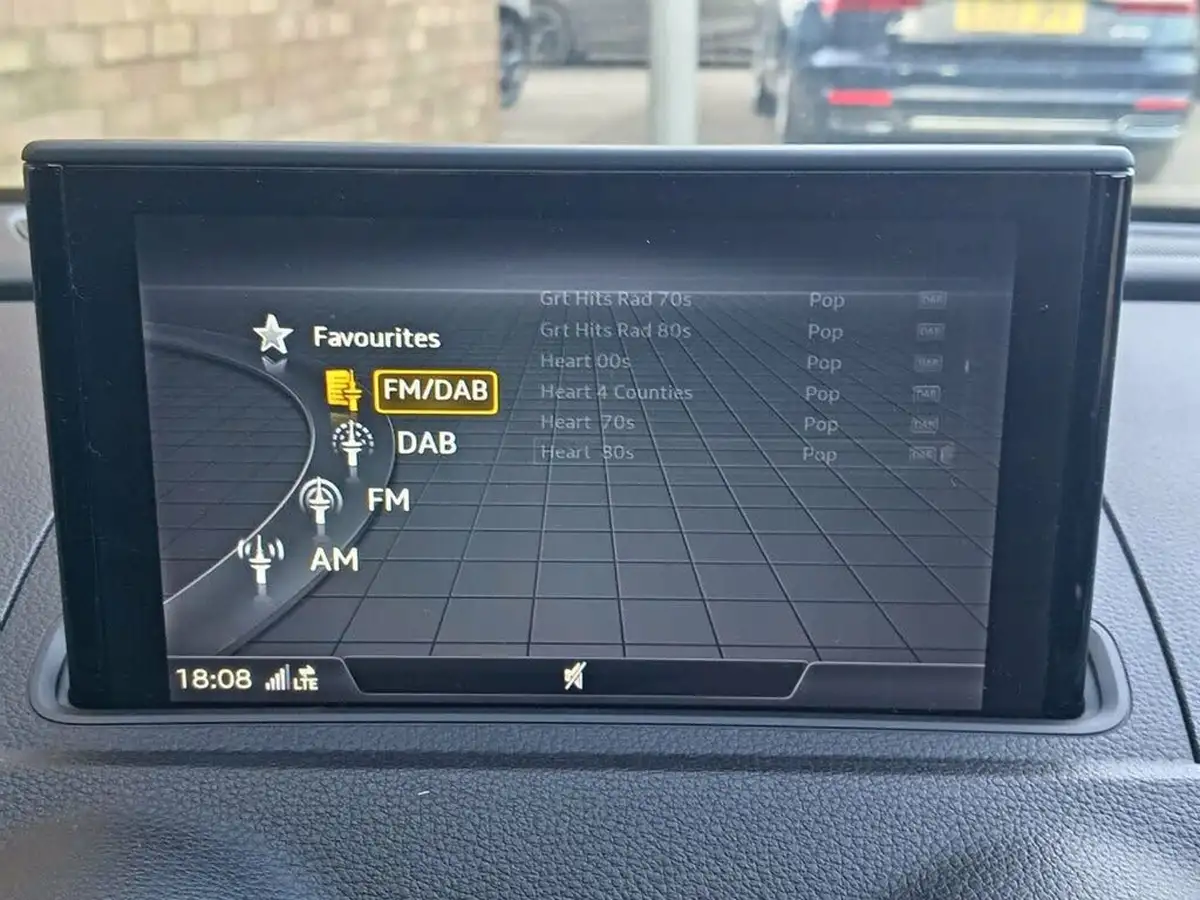 Favourites
FM/DAB
DAB
FM
AM
Grt Hits Rad 70s Pop DAB
Grt Hits Rad 80s Pop DAB
Heart 00s Pop DAB
Heart 4 Counties Pop DAB
Heart 70s Pop DAB
Heart 80s Pop DAB
18:08 LTE